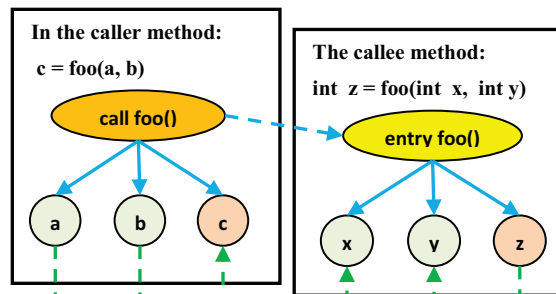 In the caller method:
c = foo(a, b)
call foo()
a
b
c
The callee method:
int z = foo(int x, int y)
entry foo()
x
y
z